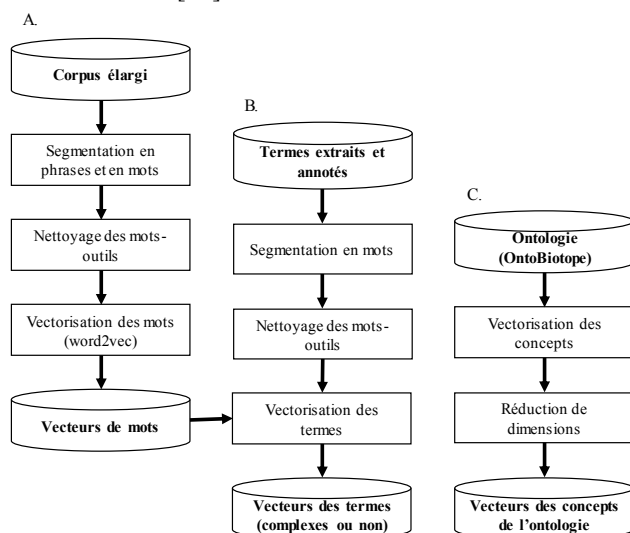 A.
Corpus élargi
Segmentation en
phrases et en mots
Nettoyage des mots-
outils
Vectorisation des mots
(word2vec)
Vecteurs de mots
B.
Termes extraits et
annotés
Segmentation en mots
Nettoyage des mots-
outils
Vectorisation des
termes
Vecteurs des termes
(complexes ou non)
C.
Ontologie
(OntoBiotope)
Vectorisation des
concepts
Réduction de
dimensions
Vecteurs des concepts
de l'ontologie